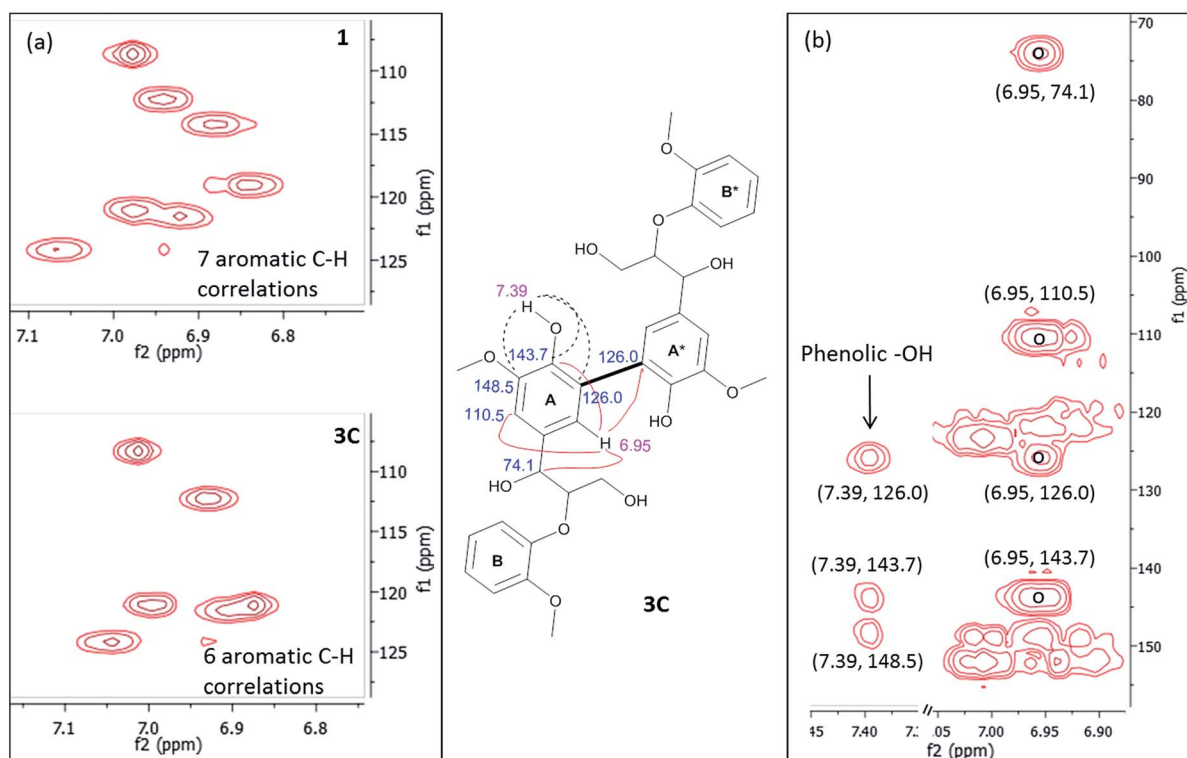 (a)
1
110
115
120
125
f1 (ppm)
7 aromatic C-H
correlations
7.1
7.0
6.9
6.8
f2 (ppm)
3C
110
115
120
125
f1 (ppm)
6 aromatic C-H
correlations
7.1
7.0
6.9
6.8
f2 (ppm)
O
B*
O
HO
OH
7.39
H
O
O
143.7
126.0
A*
148.5
A
126.0
HO
O
110.5
H
6.95
74.1
HO
OH
O
B
O
3C
(b)
O
(6.95, 74.1)
(6.95, 110.5)
O
Phenolic -OH
O
(7.39, 126.0)
(6.95, 126.0)
(7.39, 143.7)
(6.95, 143.7)
O
(7.39, 148.5)
70
80
90
100
110
120
130
140
150
f1 (ppm)
45
7.40
7.
//
.05
7.00
6.95
6.90
f2 (ppm)